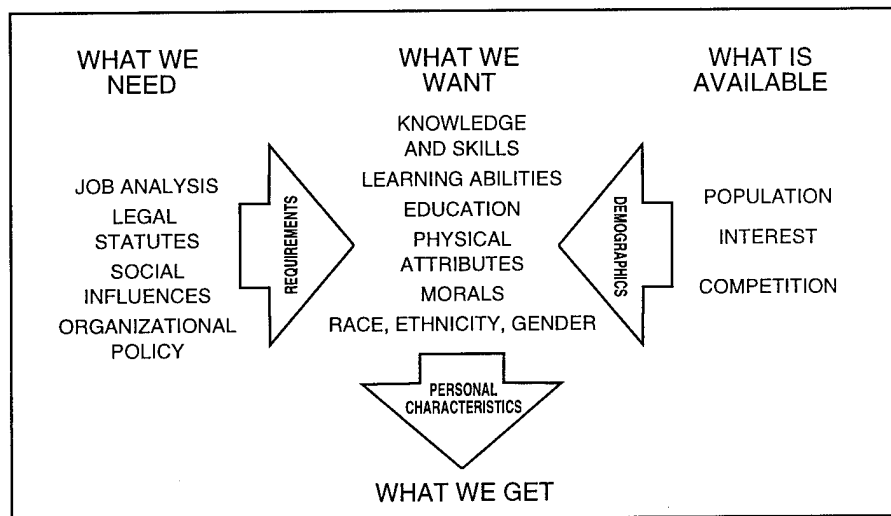 WHAT WE
NEED
JOB ANALYSIS
LEGAL
STATUTES
SOCIAL
INFLUENCES
ORGANIZATIONAL
POLICY
REQUIREMENTS
WHAT WE
WANT
KNOWLEDGE
AND SKILLS
LEARNING ABILITIES
EDUCATION
PHYSICAL
ATTRIBUTES
MORALS
RACE, ETHNICITY, GENDER
DEMOGRAPHICS
WHAT IS
AVAILABLE
POPULATION
INTEREST
COMPETITION
PERSONAL
CHARACTERISTICS
WHAT WE GET